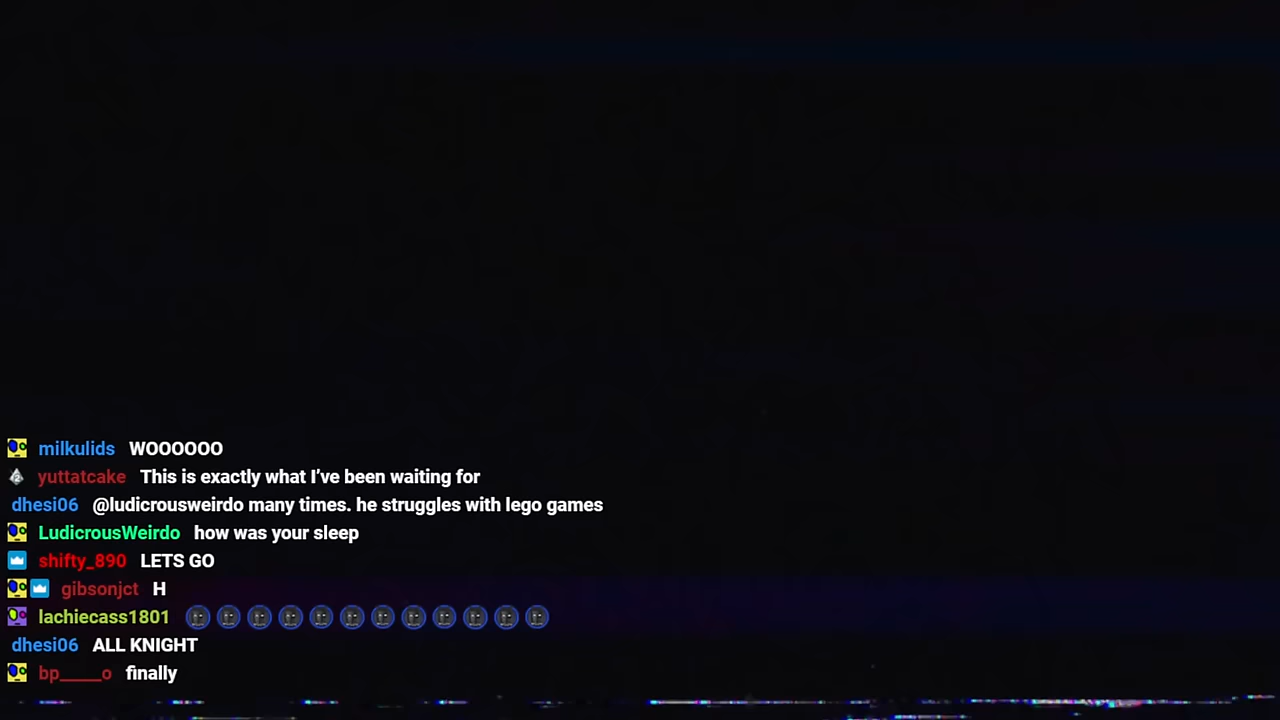 milkulids WOOOOOO
yuttatcake This is exactly what I’ve been waiting for
dhesi06 @ludicrousweirdo many times. he struggles with lego games
LudicrousWeirdo how was your sleep
shifty_890 LETS GO
gibsonjct H
lachiecass1801
dhesi06 ALL KNIGHT
bp_____o finally